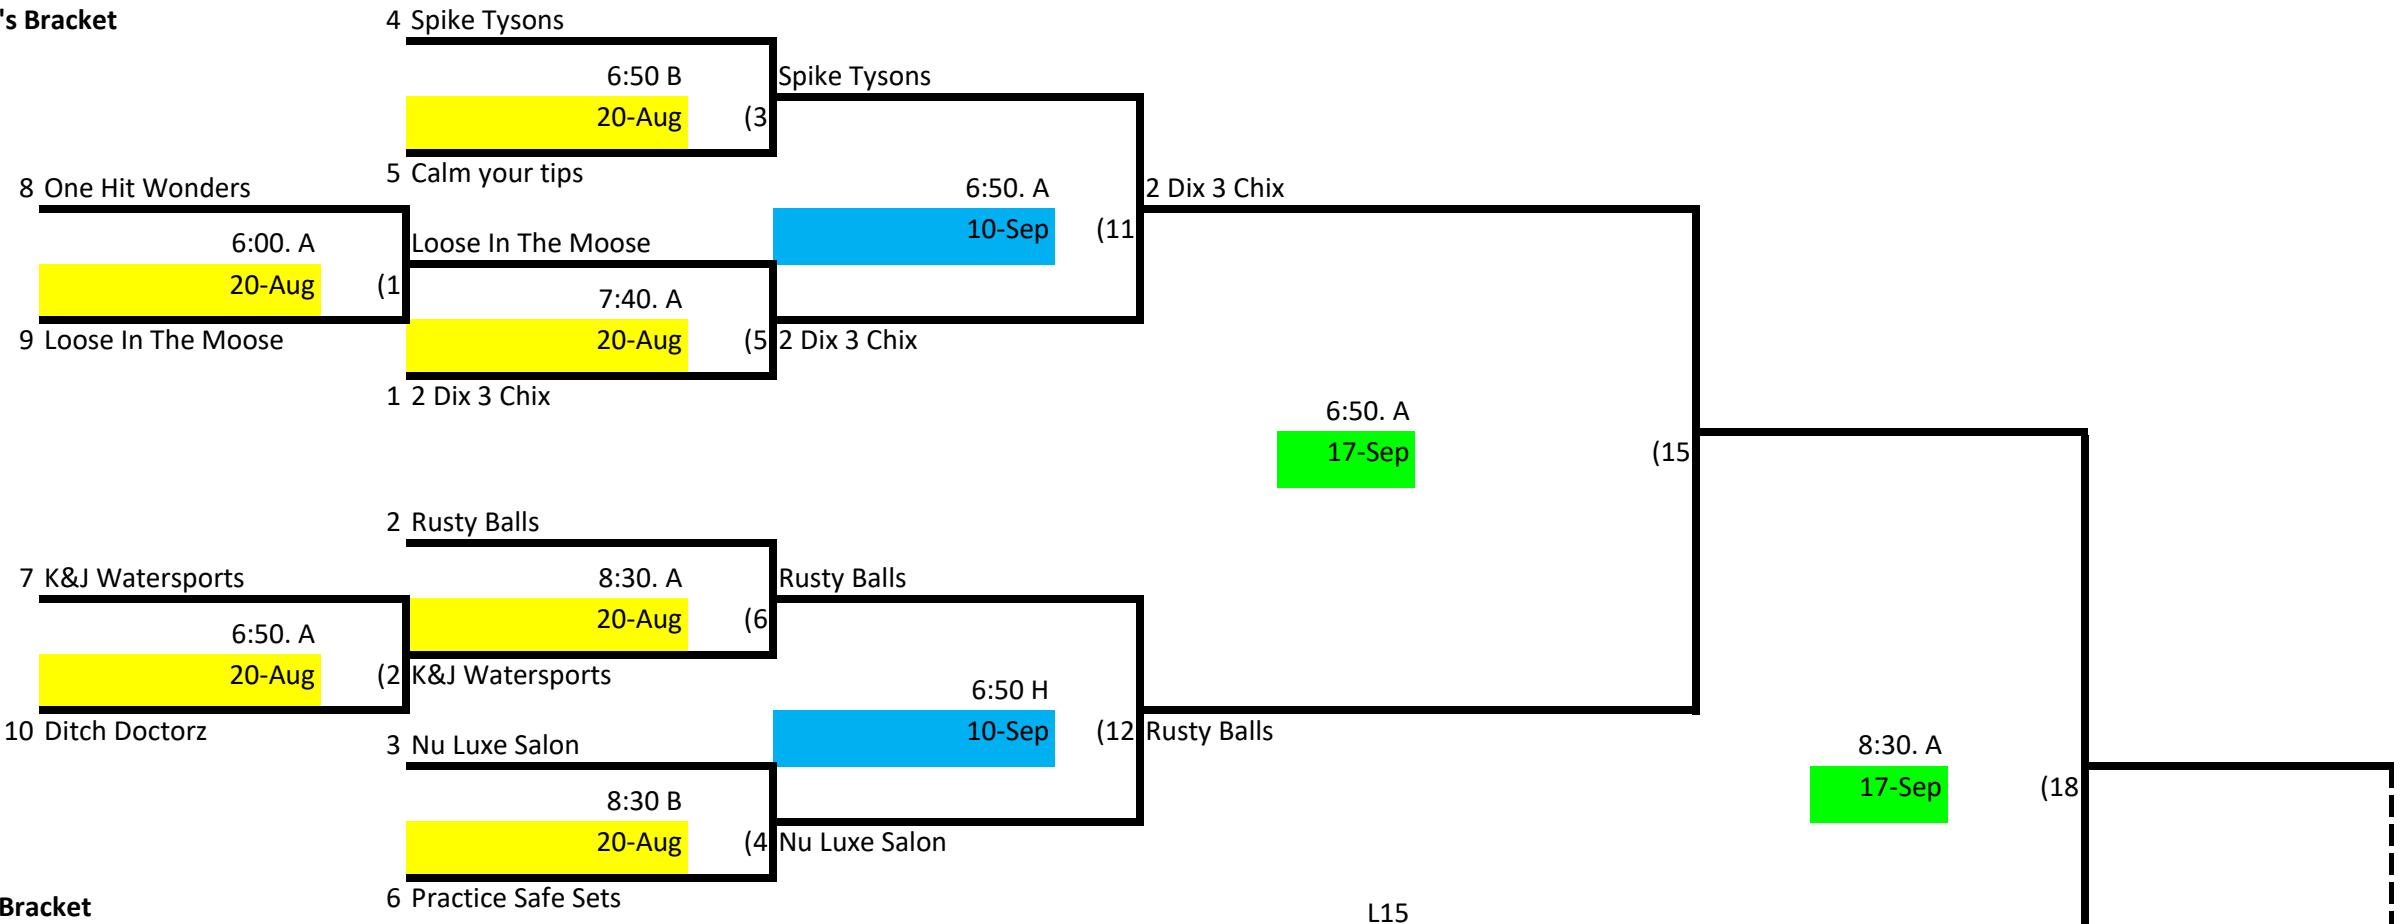 's Bracket
4 Spike Tysons
6:50 B
Spike Tysons
20-Aug (3
5 Calm your tips
8 One Hit Wonders
6:50. A
2 Dix 3 Chix
10-Sep (11
6:00. A
Loose In The Moose
20-Aug (1
7:40. A
9 Loose In The Moose
20-Aug (5
2 Dix 3 Chix
1 2 Dix 3 Chix
6:50. A
17-Sep (15
2 Rusty Balls
7 K&J Watersports
8:30. A
Rusty Balls
20-Aug (6
6:50. A
20-Aug (2
K&J Watersports
6:50 H
10 Ditch Doctorz
10-Sep (12
Rusty Balls
3 Nu Luxe Salon
8:30. A
17-Sep (18
8:30 B
20-Aug (4
Nu Luxe Salon
6 Practice Safe Sets
Bracket
L15